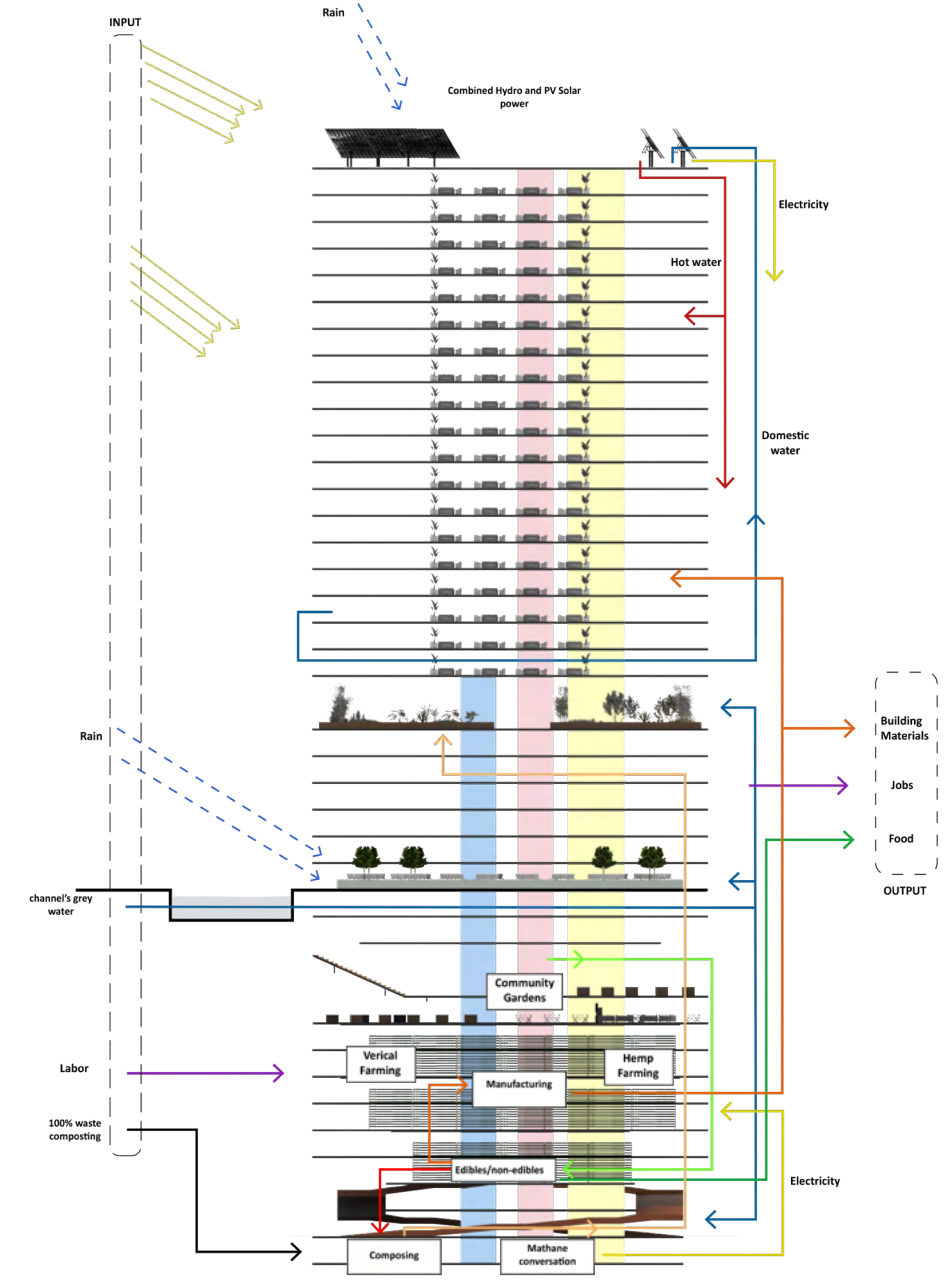 INPUT
Rain
Combined Hydro and PV Solar
power
Electricity
Hot water
Domestic
water
Rain
Building
Materials
Jobs
Food
OUTPUT
channel's grey
water
Community
Gardens
Verical
Farming
Hemp
Farming
Labor
Manufacturing
100% waste
composting
Edibles/non-edibles
Electricity
Composing
Mathane
conversation